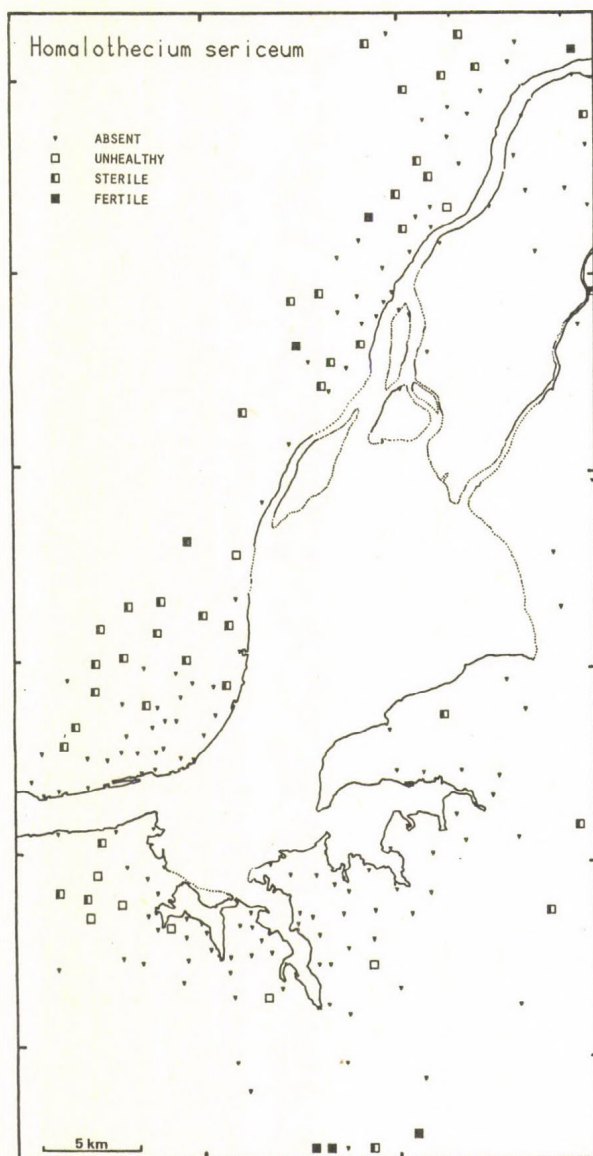 Homalothecium sericeum
ABSENT
UNHEALTHY
STERILE
FERTILE
5 km